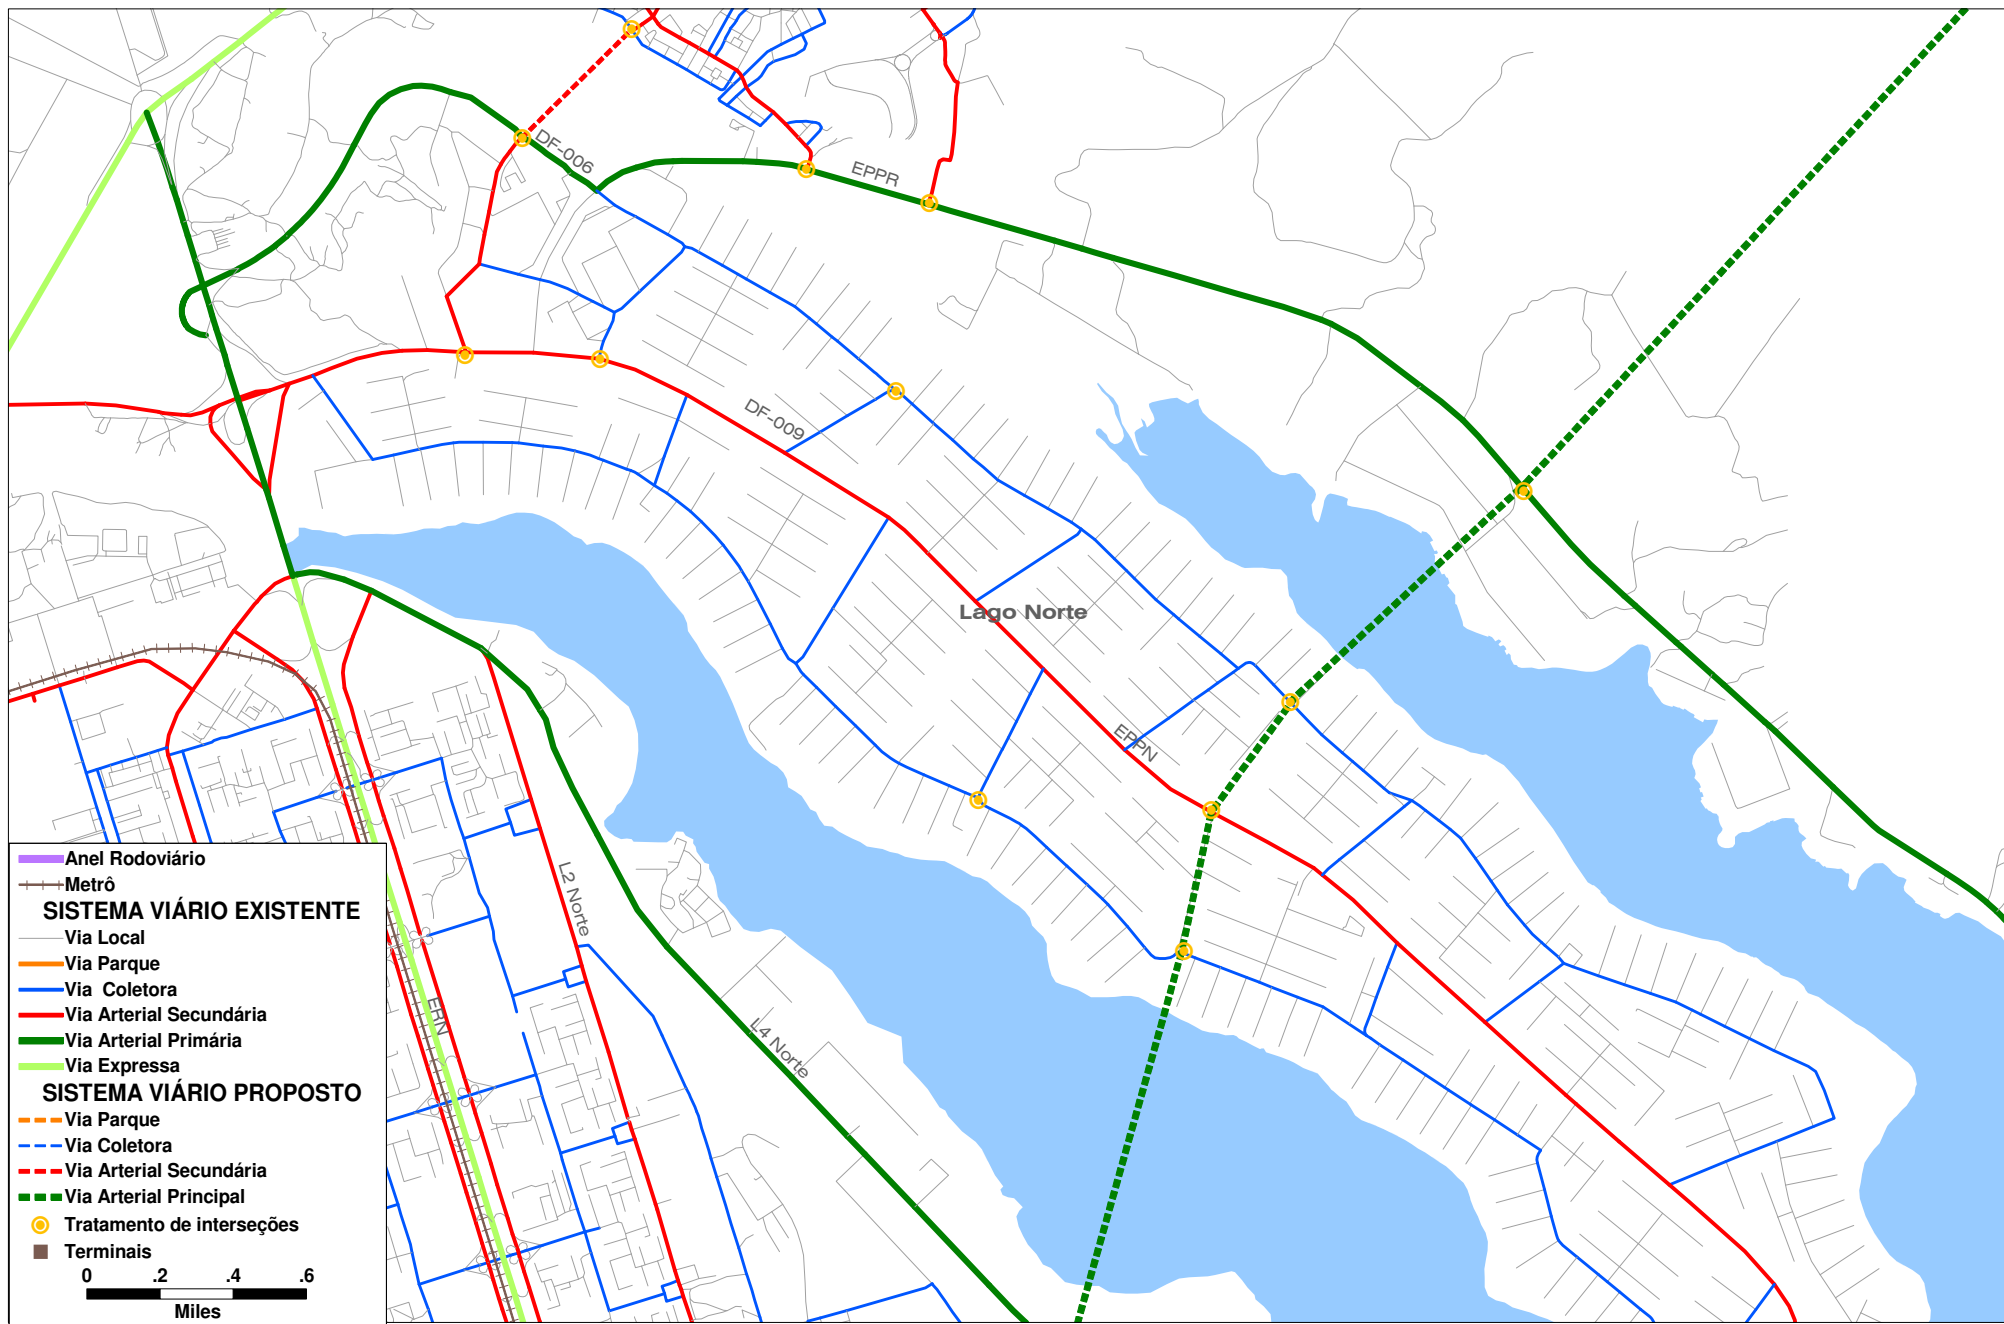 DF-006
EPPR
DF-009
Lago Norte
EPPN
L2 Norte
ERN
L4 Norte
Anel Rodoviário
Metrô
SISTEMA VIÁRIO EXISTENTE
Via Local
Via Parque
Via Coletora
Via Arterial Secundária
Via Arterial Primária
Via Expressa
SISTEMA VIÁRIO PROPOSTO
Via Parque
Via Coletora
Via Arterial Secundária
Via Arterial Principal
Tratamento de interseções
Terminais
0 .2 .4 .6
Miles